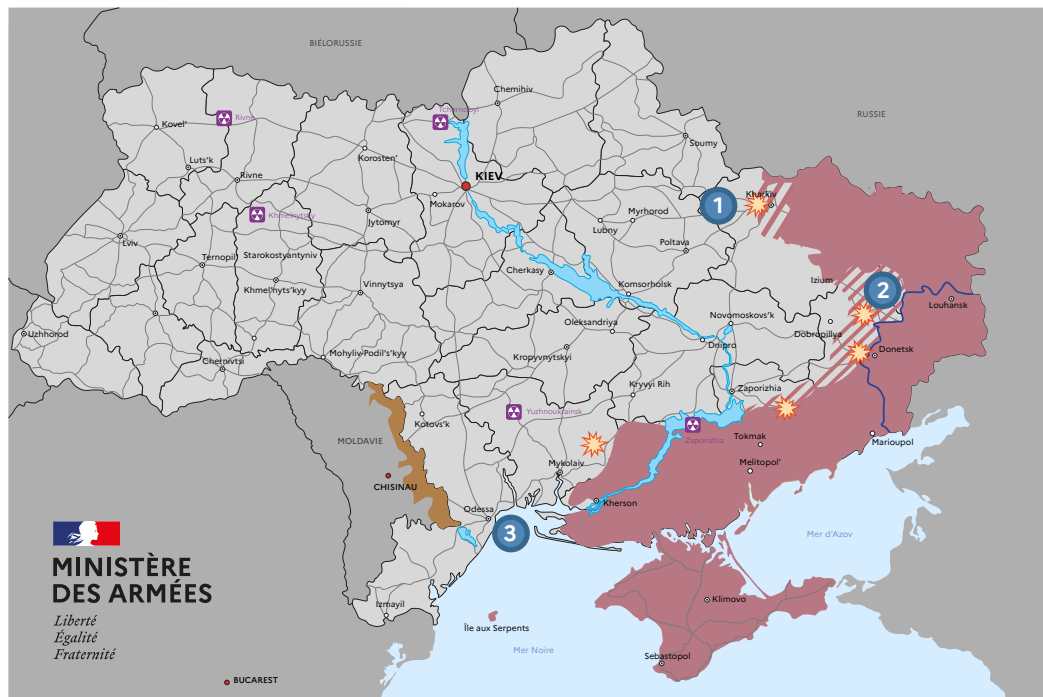 BIÉLORUSSIE
RUSSIE
Chemihiv
Tchernobyl
Rivne
Kovel'
Soumy
Korosten'
Luts'k
KIEV
Rivne
Mokarov
Kharkiv
1
Khmelnytsky
Myrhorod
Lubny
Jytomyr
Lviv
Poltava
Ternopil
Starokostyantyniv
Cherkasy
Izium
2
Khmel'nyts'kyy
Vinnytsya
Komsorholsk
Louhansk
Novomoskovs'k
Oleksandriya
Uzhhorod
Dobropillya
Dnipro
Donetsk
Mohyliv-Podil's'kyy
Kropyvnytskyi
Chernivtsi
Kryvyi Rih
Zaporizhia
Yuzhnoukrainsk
Kotovs'k
Zaporizhia
Tokmak
Marioupol
MOLDAVIE
Mykolaiv
Melitopol'
CHISINAU
Kherson
Odessa
3
Mer d'Azov
MINISTÈRE
DES ARMÉES
Liberté
Égalité
Fraternité
Izmayil
Klimovo
Île aux Serpents
Mer Noire
Sebastopol
BUCAREST